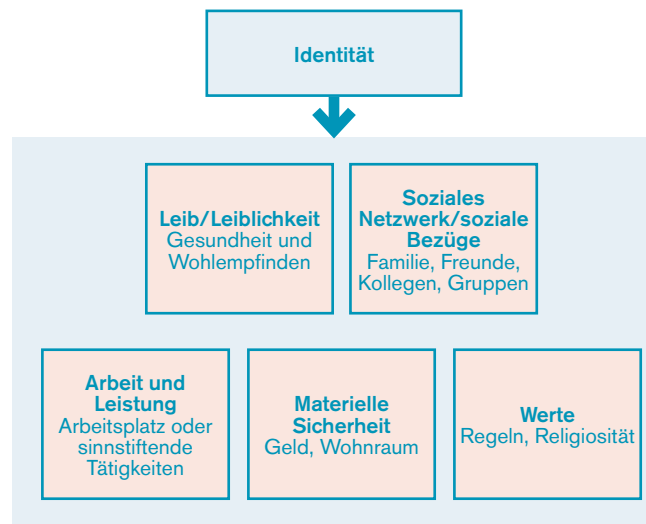 Identität
Leib/Leiblichkeit
Gesundheit und
Wohlempfinden
Soziales
Netzwerk/soziale
Bezüge
Familie, Freunde,
Kollegen, Gruppen
Arbeit und
Leistung
Arbeitsplatz oder
sinnstiftende
Tätigkeiten
Materielle
Sicherheit
Geld, Wohnraum
Werte
Regeln, Religiosität